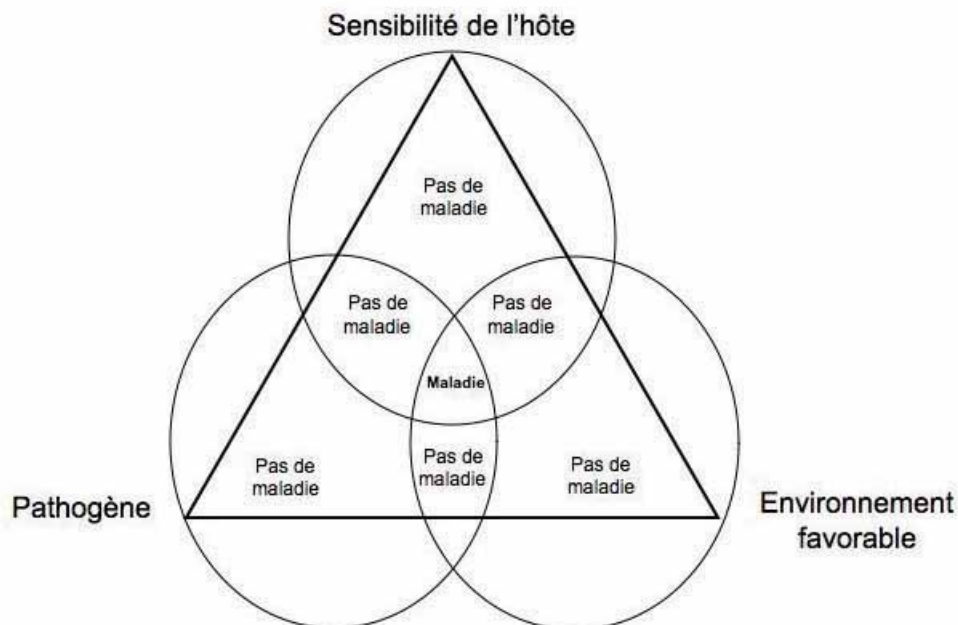 Sensibilité de l'hôte
Pas de
maladie
Pas de
maladie
Pas de
maladie
Maladie
Pas de
maladie
Pas de
maladie
Pas de
maladie
Pathogène
Environnement
favorable